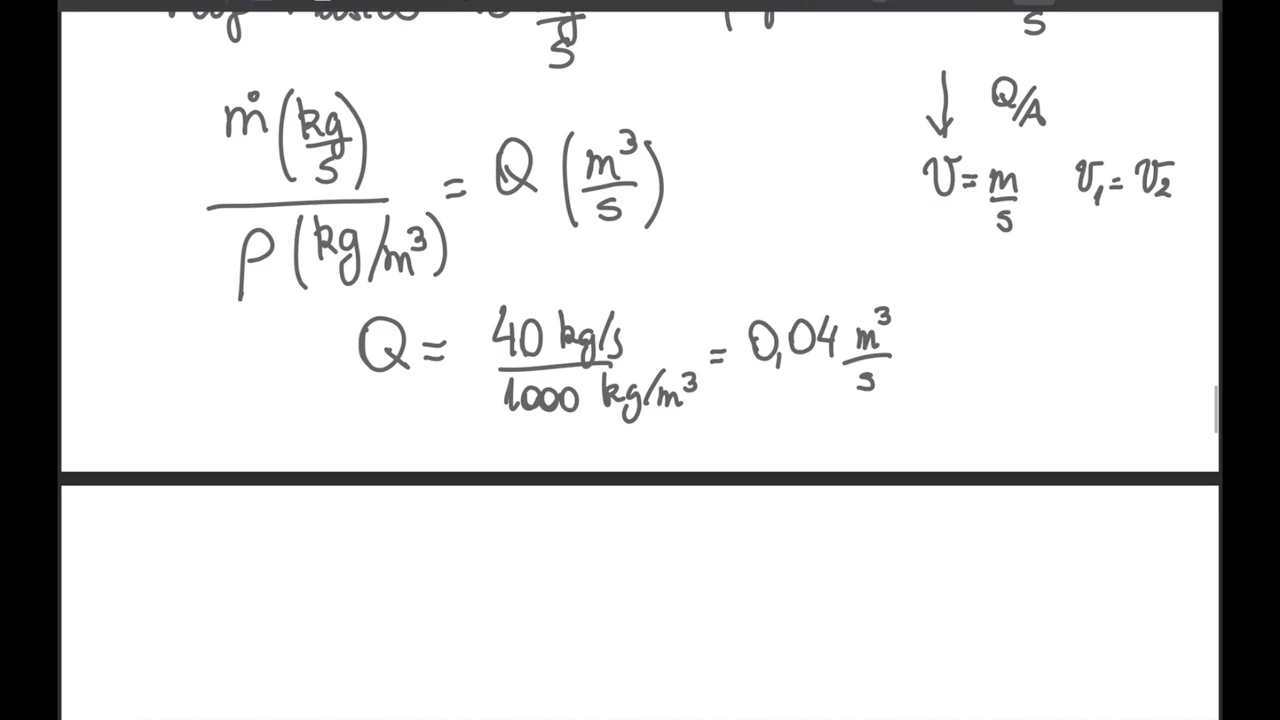 s
s
ṁ (kg/s) / ρ (kg/m³) = Q (m³/s)
↓ Q/A
v = m/s v₁ = v₂
Q = 40 kg/s / 1000 kg/m³ = 0,04 m³/s